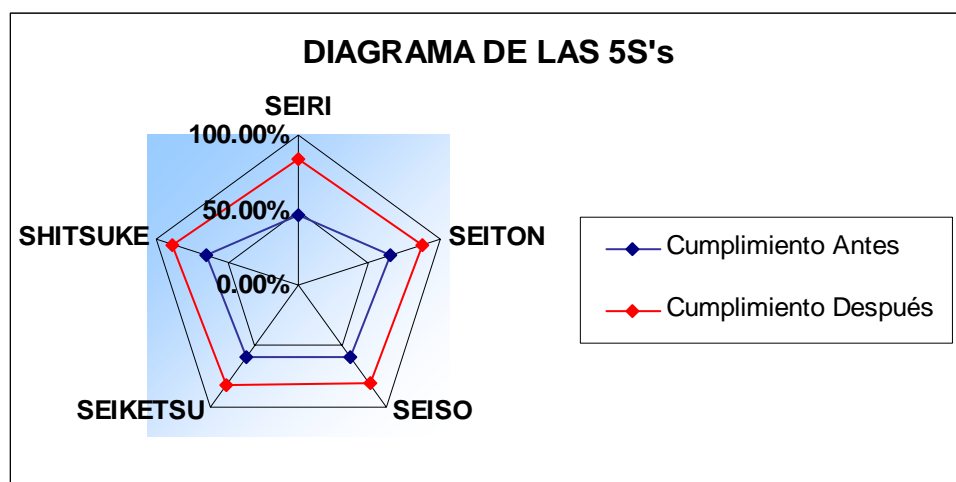 DIAGRAMA DE LAS 5S's
SEIRI
100.00%
50.00%
SHITSUKE
SEITON
0.00%
SEIKETSU
SEISO
Cumplimiento Antes
Cumplimiento Después